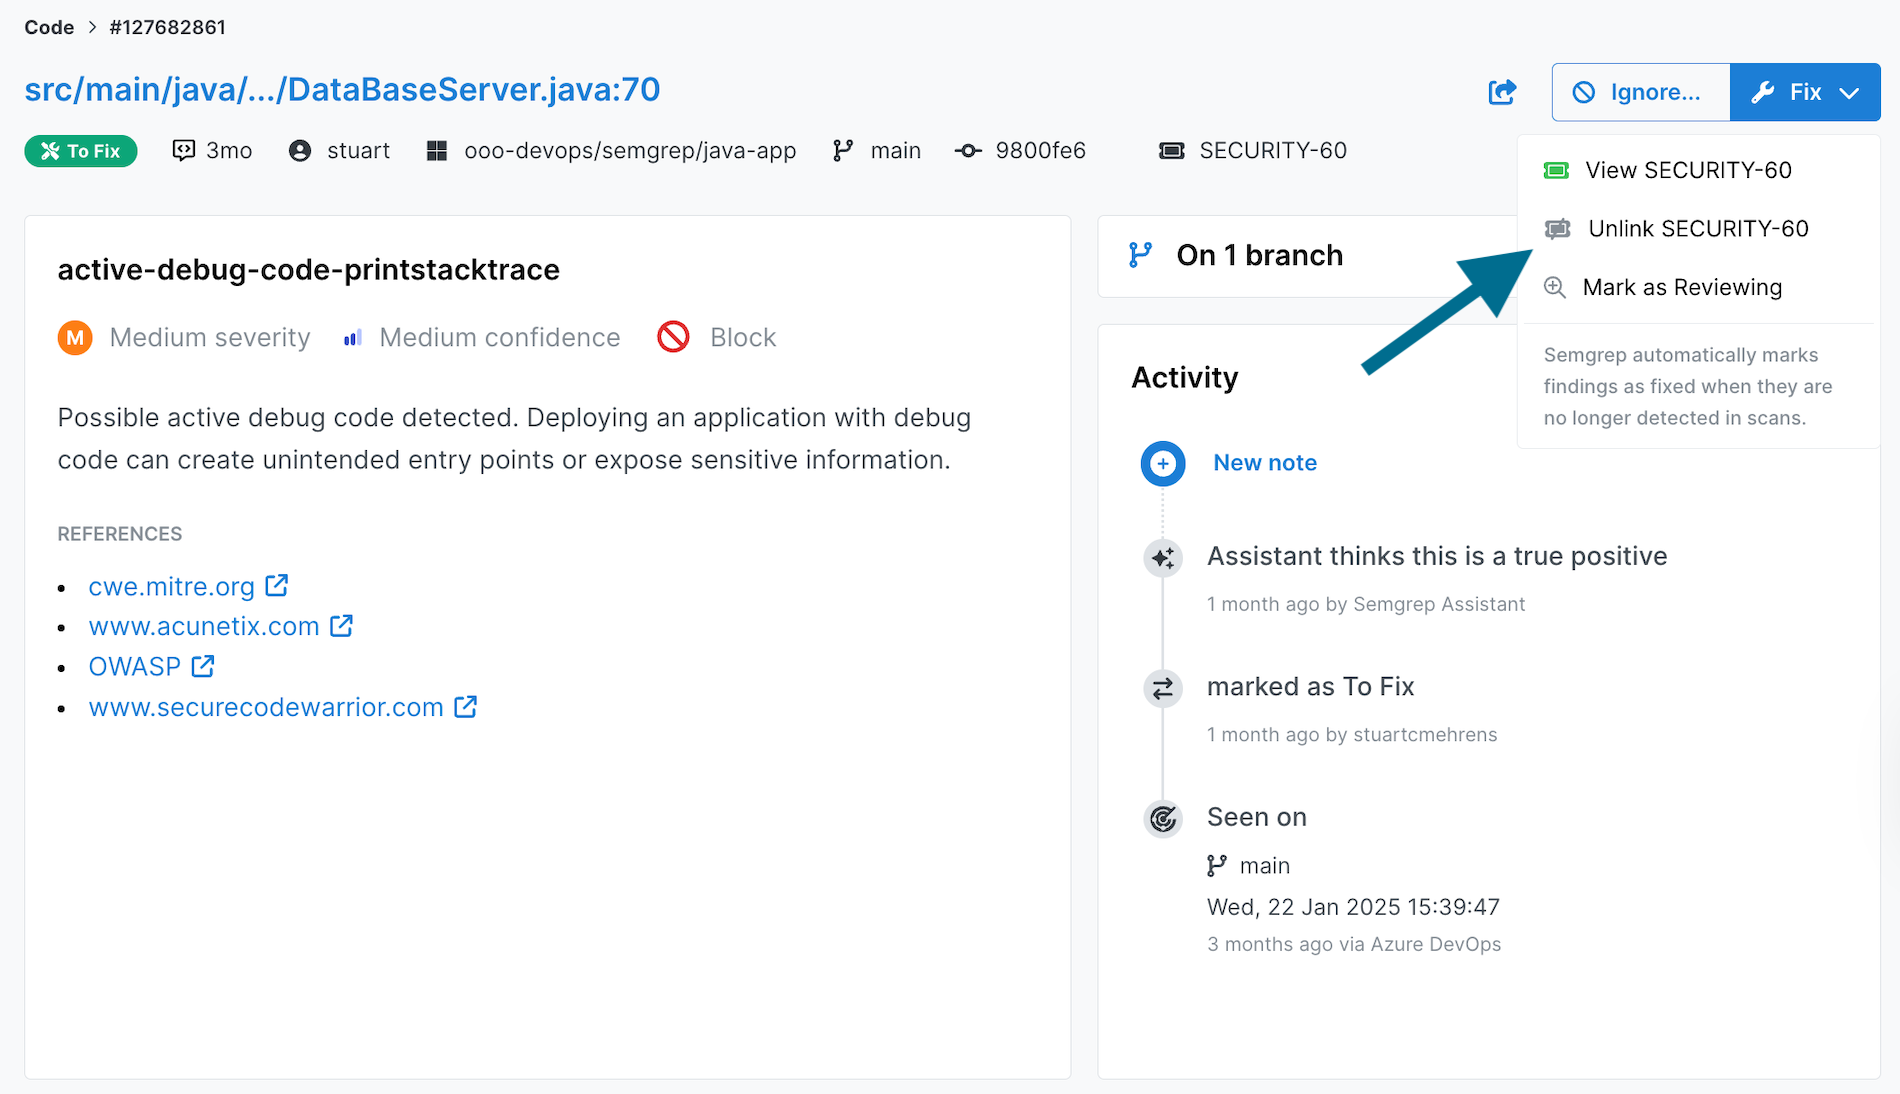 Code > #127682861
src/main/java/.../DataBaseServer.java:70
Ignore...
Fix
To Fix
3mo
stuart
ooo-devops/semgrep/java-app
main
9800fe6
SECURITY-60
View SECURITY-60
Unlink SECURITY-60
Mark as Reviewing
Semgrep automatically marks
findings as fixed when they are
no longer detected in scans.
active-debug-code-printstacktrace
M Medium severity
Medium confidence
Block
Possible active debug code detected. Deploying an application with debug
code can create unintended entry points or expose sensitive information.
REFERENCES
• cwe.mitre.org
• www.acunetix.com
• OWASP
• www.securecodewarrior.com
On 1 branch
Activity
New note
Assistant thinks this is a true positive
1 month ago by Semgrep Assistant
marked as To Fix
1 month ago by stuartcmehrens
Seen on
main
Wed, 22 Jan 2025 15:39:47
3 months ago via Azure DevOps